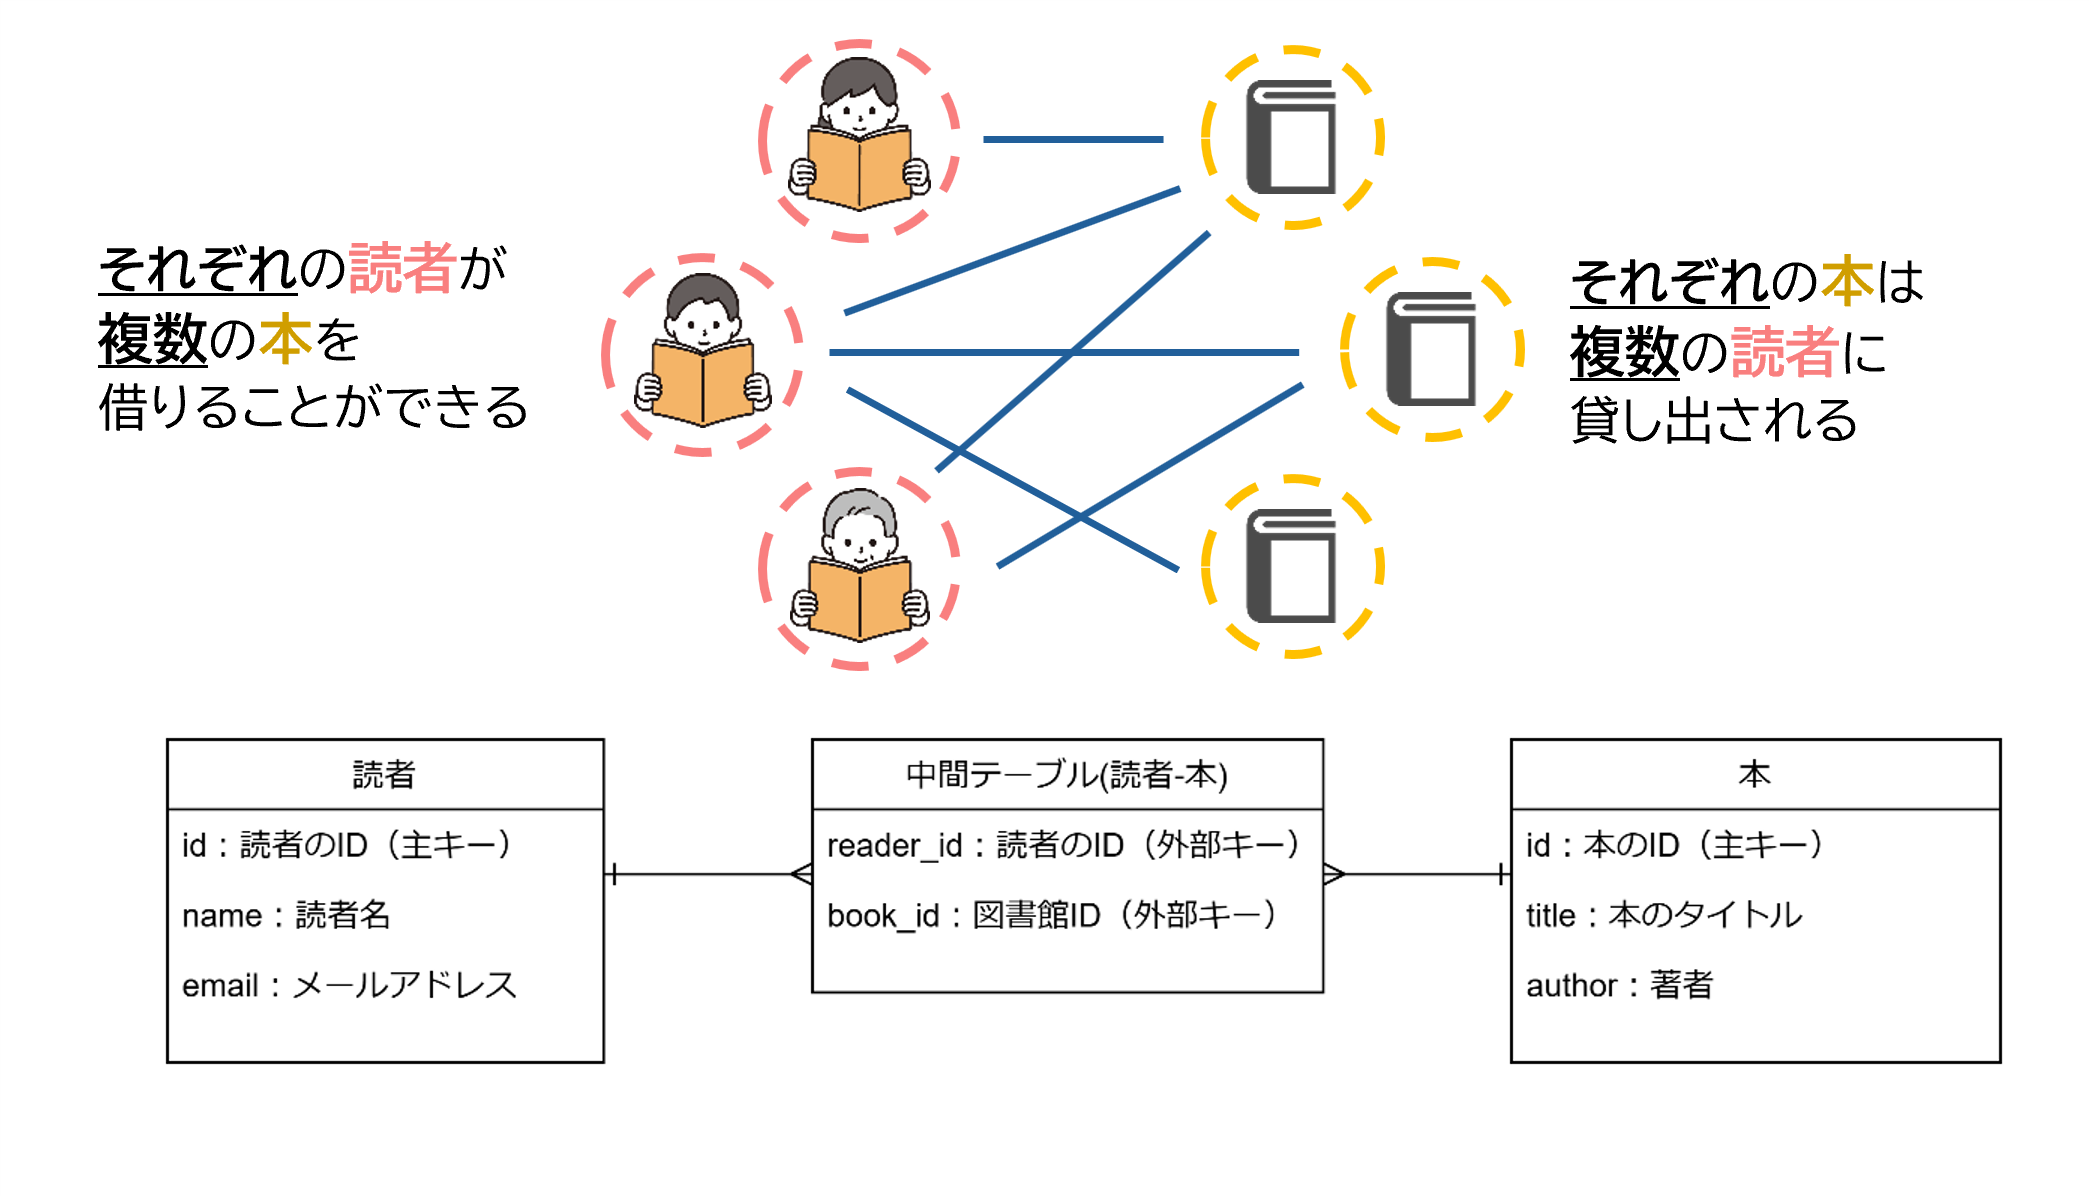 それぞれの読者が
複数の本を
借りることができる
それぞれの本は
複数の読者に
貸し出される
読者
id：読者のID（主キー）
name：読者名
email：メールアドレス
中間テーブル(読者-本)
reader_id：読者のID（外部キー）
book_id：図書館ID（外部キー）
本
id：本のID（主キー）
title：本のタイトル
author：著者